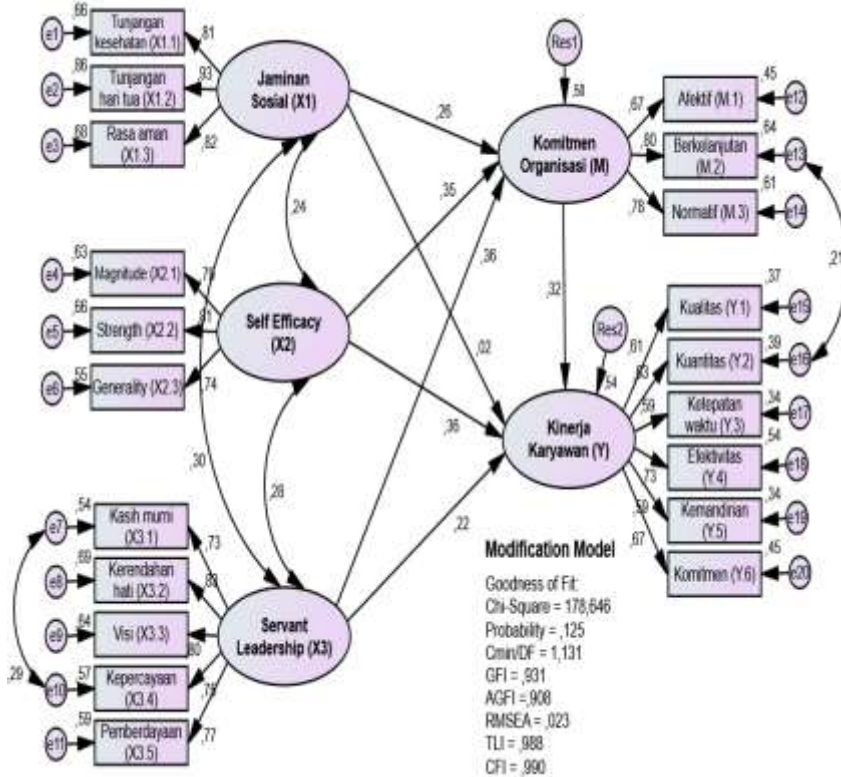 ,66
e1
Tunjangan
kesehatan (X1.1)
,81
,86
e2
Tunjangan
hari tua (X1.2)
,93
,68
e3
Rasa aman
(X1.3)
,82
Jaminan
Sosial (X1)
,63
e4
Magnitude (X2.1)
,66
e5
Strength (X2.2)
,81
,55
e6
Generality (X2.3)
,74
Self Efficacy
(X2)
,54
e7
Kasih murni
(X3.1)
,73
,69
e8
Kerendahan
hati (X3.2)
,83
,64
e9
Visi (X3.3)
,80
,57
e10
Kepercayaan
(X3.4)
,59
e11
Pemberdayaan
(X3.5)
,77
Servant
Leadership (X3)
,29
,24
,30
,28
,26
,35
,36
,02
,36
,22
,32
Res1
,58
Komitmen
Organisasi (M)
,67
Afektif (M.1)
,45
e12
,80
Berkelanjutan
(M.2)
,64
e13
,78
Normatif (M.3)
,61
e14
,21
Res2
,54
Kinerja
Karyawan (Y)
,61
Kualitas (Y.1)
,37
e15
,63
Kuantitas (Y.2)
,39
e16
,59
Ketepatan
waktu (Y.3)
,34
e17
,73
Efektivitas
(Y.4)
,54
e18
,59
Kemandirian
(Y.5)
,34
e19
,67
Komitmen (Y.6)
,45
e20
Modification Model
Goodness of Fit:
Chi-Square = 178,646
Probability = ,125
Cmin/DF = 1,131
GFI = ,931
AGFI = ,908
RMSEA = ,023
TLI = ,988
CFI = ,990